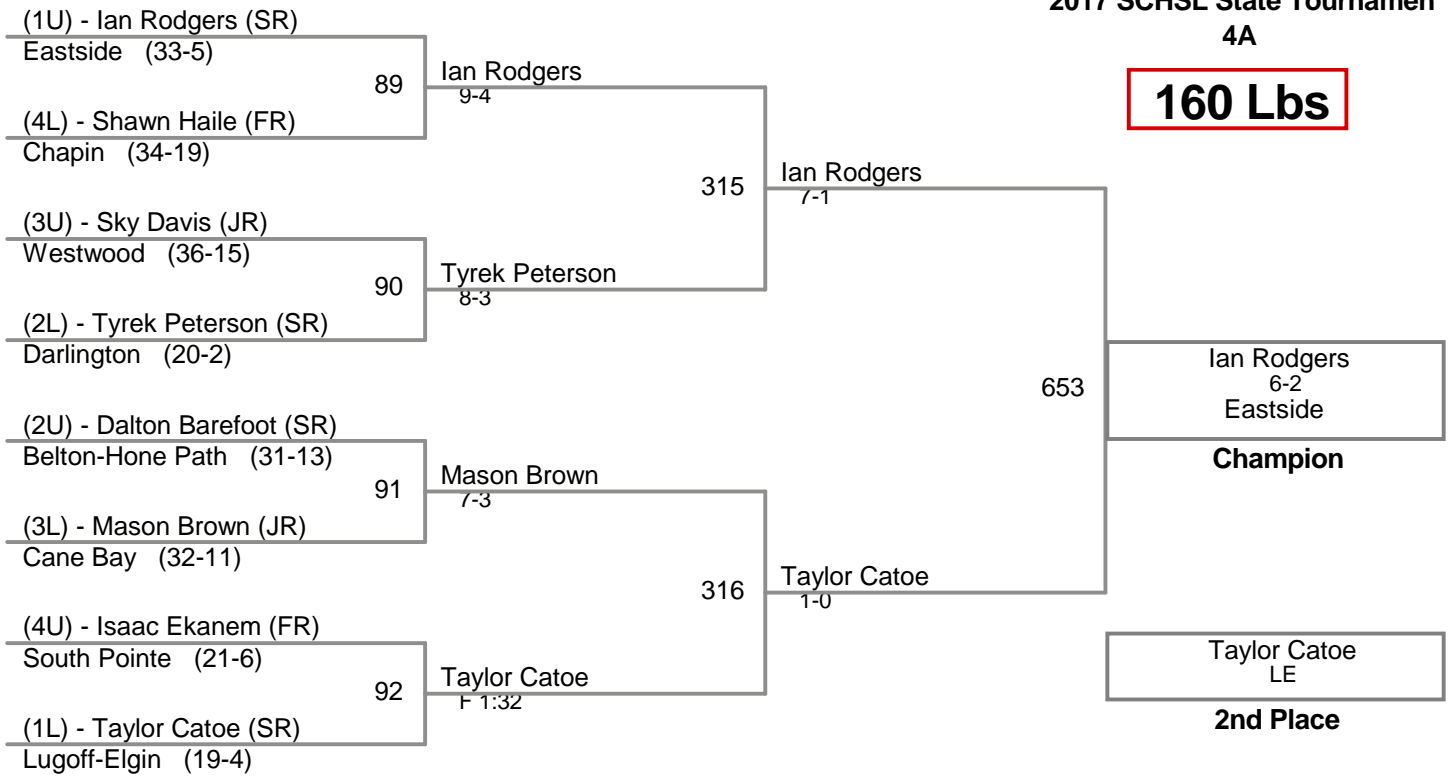 2017 SCHSL State Tournamen
4A
160 Lbs
(1U) - Ian Rodgers (SR)
Eastside (33-5)
89
Ian Rodgers
9-4
(4L) - Shawn Haile (FR)
Chapin (34-19)
315
Ian Rodgers
7-1
(3U) - Sky Davis (JR)
Westwood (36-15)
90
Tyrek Peterson
8-3
(2L) - Tyrek Peterson (SR)
Darlington (20-2)
653
Ian Rodgers
6-2
Eastside
Champion
(2U) - Dalton Barefoot (SR)
Belton-Hone Path (31-13)
91
Mason Brown
7-3
(3L) - Mason Brown (JR)
Cane Bay (32-11)
316
Taylor Catoe
1-0
(4U) - Isaac Ekanem (FR)
South Pointe (21-6)
92
Taylor Catoe
F 1:32
(1L) - Taylor Catoe (SR)
Lugoff-Elgin (19-4)
Taylor Catoe
LE
2nd Place